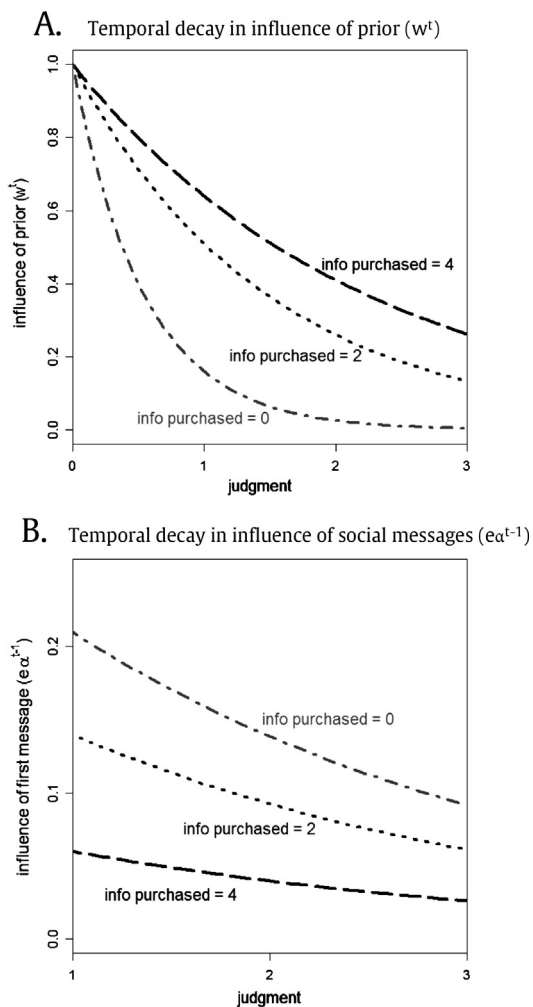 A. Temporal decay in influence of prior (wᵗ)
influence of prior (wᵗ)
1.0
0.8
0.6
0.4
0.2
0.0
info purchased = 4
info purchased = 2
info purchased = 0
0 1 2 3
judgment
B. Temporal decay in influence of social messages (eαᵗ⁻¹)
influence of first message (eαᵗ⁻¹)
0.2
0.1
0.0
info purchased = 0
info purchased = 2
info purchased = 4
1 2 3
judgment